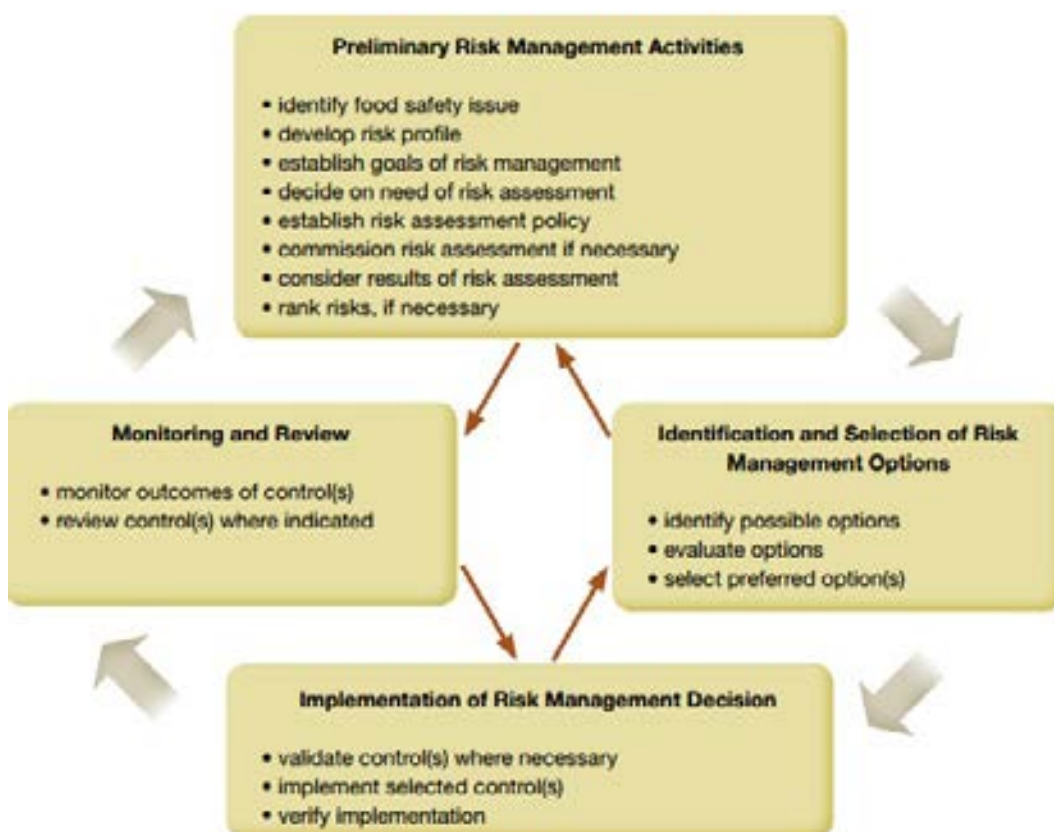 Preliminary Risk Management Activities
• identify food safety issue
• develop risk profile
• establish goals of risk management
• decide on need of risk assessment
• establish risk assessment policy
• commission risk assessment if necessary
• consider results of risk assessment
• rank risks, if necessary
Monitoring and Review
• monitor outcomes of control(s)
• review control(s) where indicated
Identification and Selection of Risk
Management Options
• identify possible options
• evaluate options
• select preferred option(s)
Implementation of Risk Management Decision
• validate control(s) where necessary
• implement selected control(s)
• verify implementation